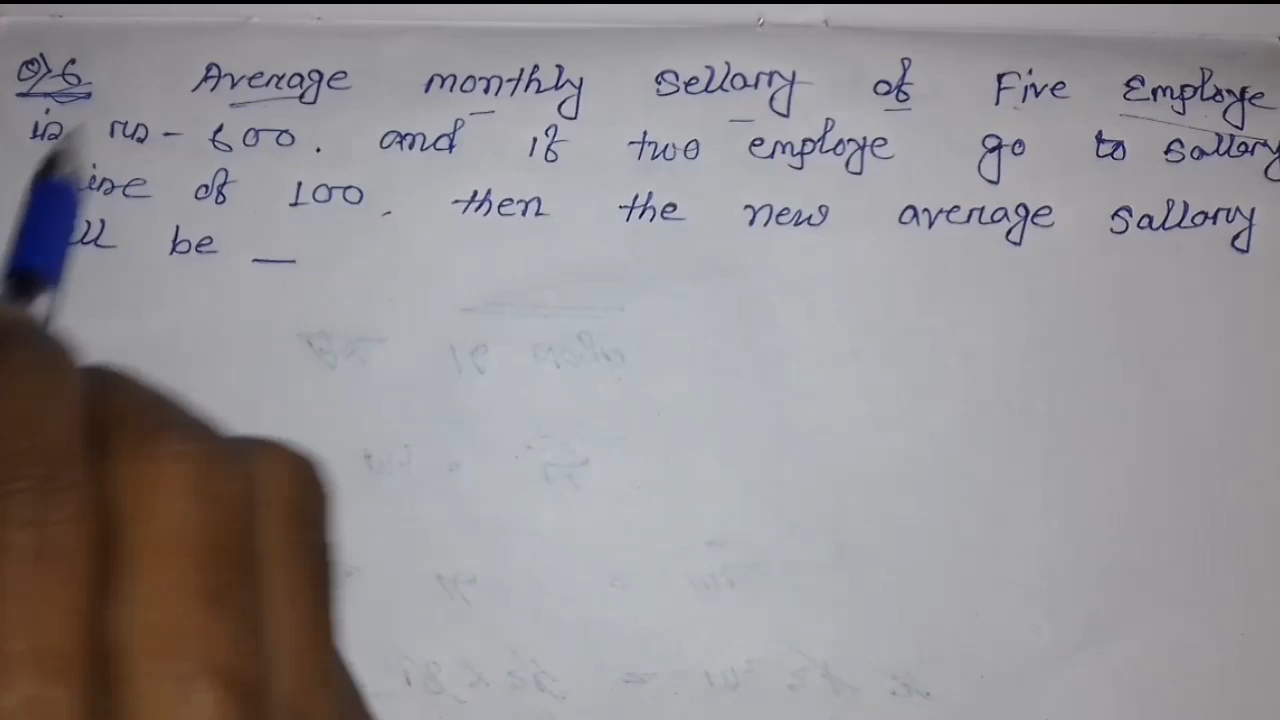 Q)6 Average monthly Sellary of Five Employe
is rs - 600. and if two employe go to Sallary
of 100. then the new average Sallary
be _